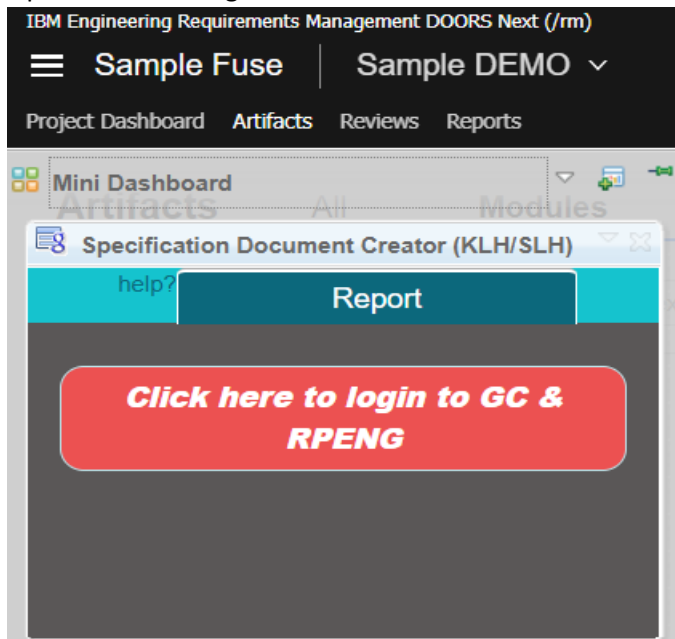 IBM Engineering Requirements Management DOORS Next (/rm)
Sample Fuse Sample DEMO
Project Dashboard Artifacts Reviews Reports
Mini Dashboard
Artifacts All Modules
Specification Document Creator (KLH/SLH)
help? Report
Click here to login to GC &
RPENG